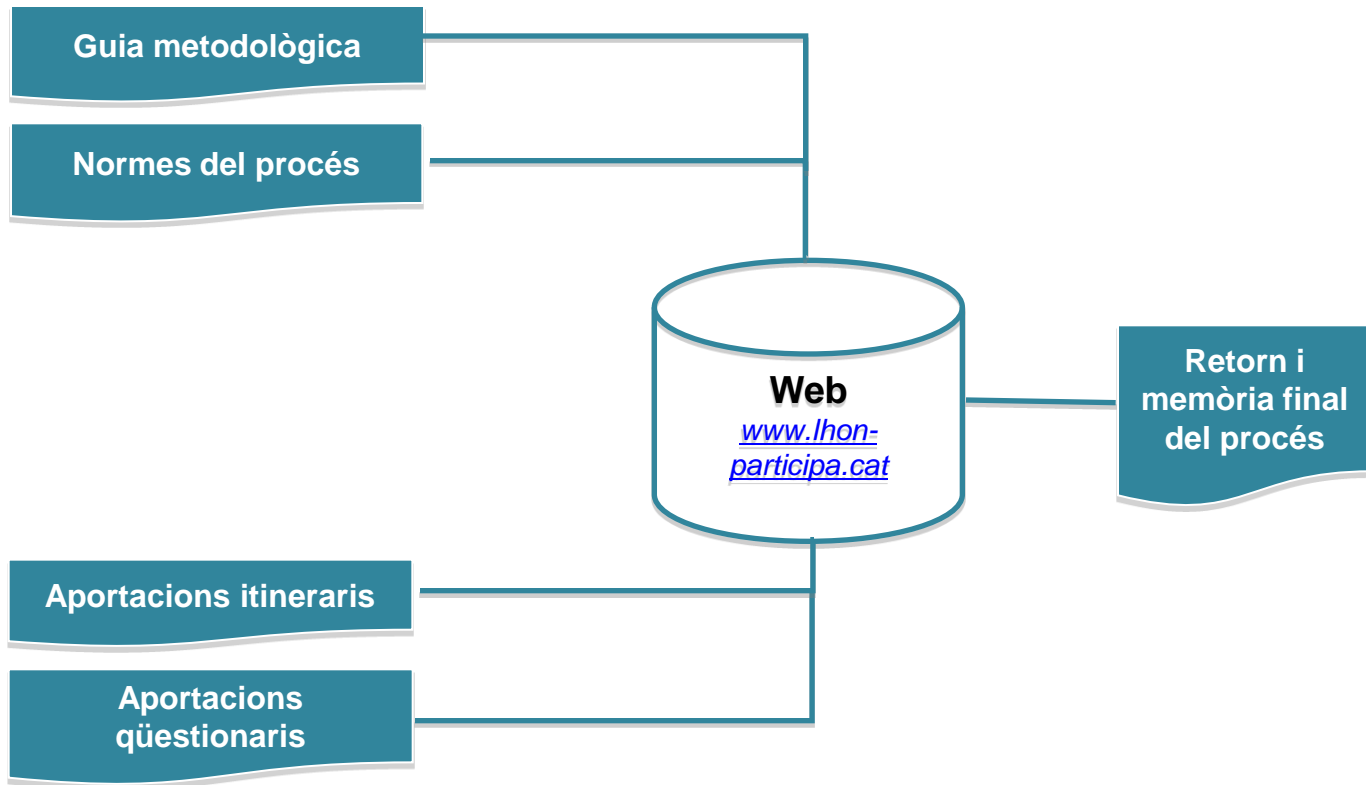 Guia metodològica
Normes del procés
Web
www.lhon-
participa.cat
Retorn i
memòria final
del procés
Aportacions itineraris
Aportacions
qüestionaris